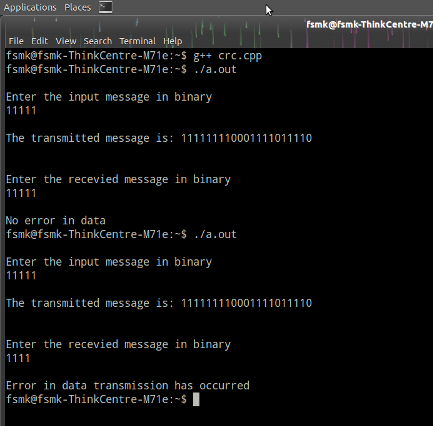 Applications Places
fsmk@fsmk-ThinkCentre-M7
File Edit View Search Terminal Help
fsmk@fsmk-ThinkCentre-M71e:~$ g++ crc.cpp
fsmk@fsmk-ThinkCentre-M71e:~$ ./a.out
Enter the input message in binary
11111
The transmitted message is: 111111110001111011110
Enter the recevied message in binary
11111
No error in data
fsmk@fsmk-ThinkCentre-M71e:~$ ./a.out
Enter the input message in binary
11111
The transmitted message is: 111111110001111011110
Enter the recevied message in binary
1111
Error in data transmission has occurred
fsmk@fsmk-ThinkCentre-M71e:~$